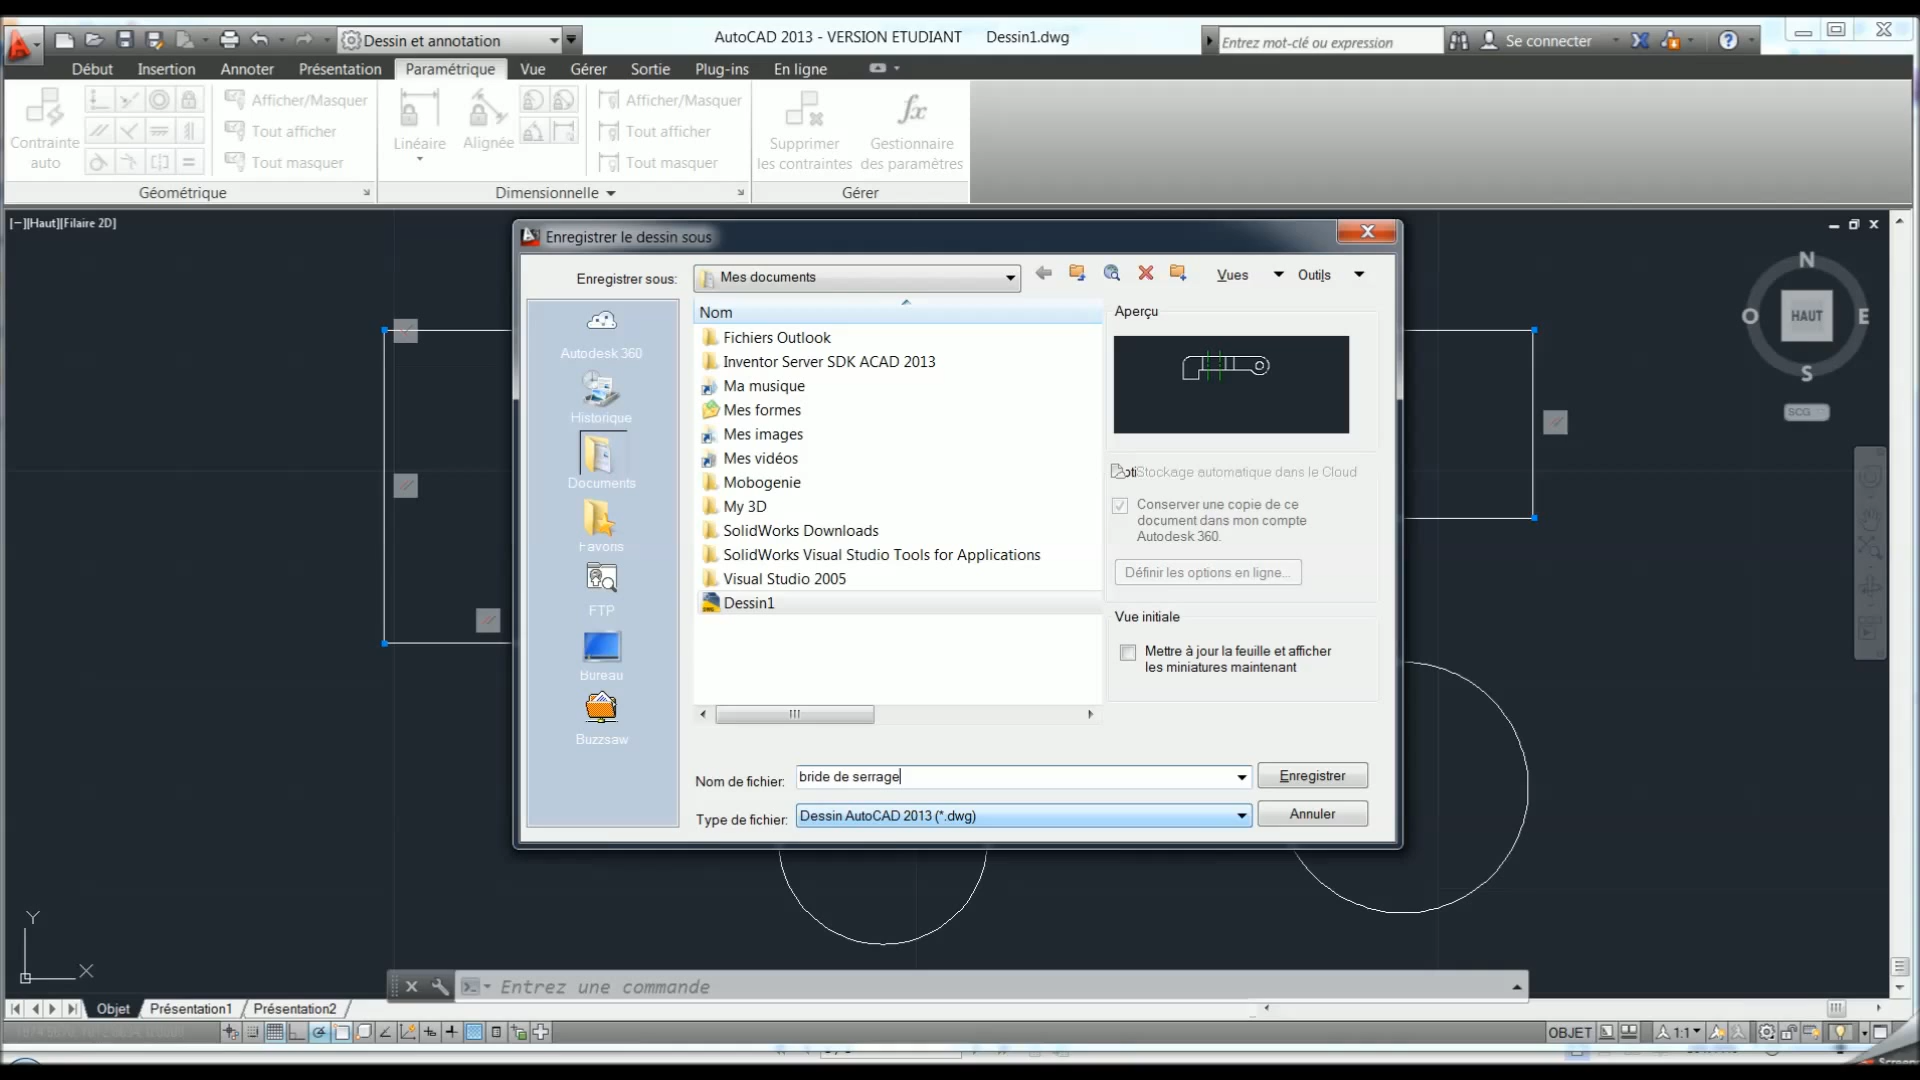 Dessin et annotation
AutoCAD 2013 - VERSION ETUDIANT Dessin1.dwg
Entrez mot-clé ou expression
Se connecter
Début Insertion Annoter Présentation Paramétrique Vue Gérer Sortie Plug-ins En ligne
Contrainte
auto
Afficher/Masquer
Tout afficher
Tout masquer
Géométrique
Linéaire
Alignée
Afficher/Masquer
Tout afficher
Tout masquer
Dimensionnelle
Supprimer
les contraintes
fx
Gestionnaire
des paramètres
Gérer
[−][Haut][Filaire 2D]
Enregistrer le dessin sous
Enregistrer sous:
Mes documents
Vues
Outils
Autodesk 360
Historique
Documents
Favoris
FTP
Bureau
Buzzsaw
Nom
Fichiers Outlook
Inventor Server SDK ACAD 2013
Ma musique
Mes formes
Mes images
Mes vidéos
Mobogenie
My 3D
SolidWorks Downloads
SolidWorks Visual Studio Tools for Applications
Visual Studio 2005
Dessin1
Aperçu
Stockage automatique dans le Cloud
Conserver une copie de ce
document dans mon compte
Autodesk 360.
Définir les options en ligne...
Vue initiale
Mettre à jour la feuille et afficher
les miniatures maintenant
Nom de fichier:
bride de serrage
Enregistrer
Type de fichier:
Dessin AutoCAD 2013 (*.dwg)
Annuler
N
O
HAUT
E
S
SCG
Y
X
Entrez une commande
Objet Présentation1 Présentation2
OBJET
1:1